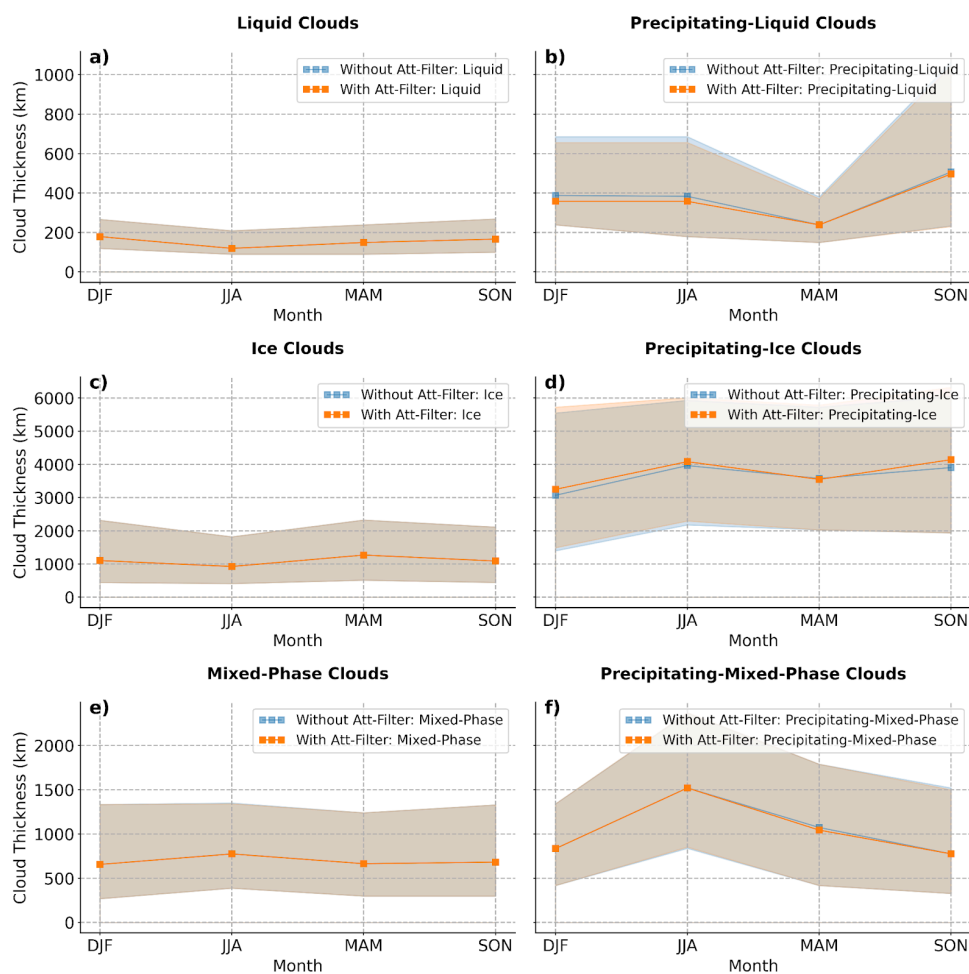 Liquid Clouds
a)
Without Att-Filter: Liquid
With Att-Filter: Liquid
Cloud Thickness (km)
1000
800
600
400
200
0
DJF JJA MAM SON
Month
Precipitating-Liquid Clouds
b)
Without Att-Filter: Precipitating-Liquid
With Att-Filter: Precipitating-Liquid
DJF JJA MAM SON
Month
Ice Clouds
c)
Without Att-Filter: Ice
With Att-Filter: Ice
Cloud Thickness (km)
6000
5000
4000
3000
2000
1000
0
DJF JJA MAM SON
Month
Precipitating-Ice Clouds
d)
Without Att-Filter: Precipitating-Ice
With Att-Filter: Precipitating-Ice
DJF JJA MAM SON
Month
Mixed-Phase Clouds
e)
Without Att-Filter: Mixed-Phase
With Att-Filter: Mixed-Phase
Cloud Thickness (km)
2000
1500
1000
500
0
DJF JJA MAM SON
Month
Precipitating-Mixed-Phase Clouds
f)
Without Att-Filter: Precipitating-Mixed-Phase
With Att-Filter: Precipitating-Mixed-Phase
DJF JJA MAM SON
Month